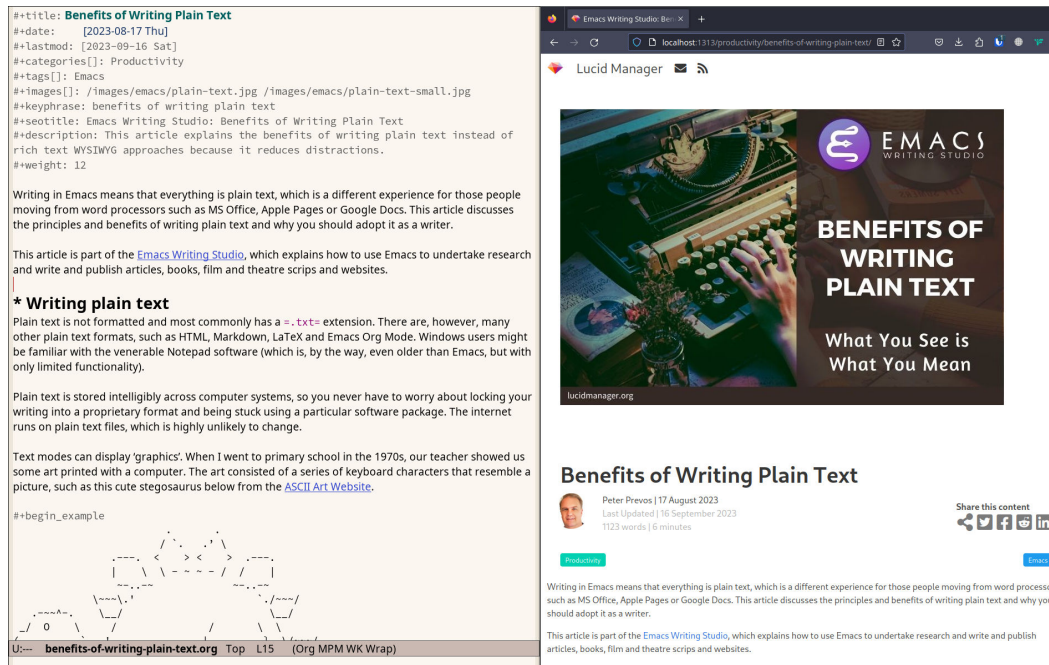 #+title: Benefits of Writing Plain Text
#+date: [2023-08-17 Thu]
#+lastmod: [2023-09-16 Sat]
#+categories[]: Productivity
#+tags[]: Emacs
#+images[]: /images/emacs/plain-text.jpg /images/emacs/plain-text-small.jpg
#+keyphrase: benefits of writing plain text
#+seotitle: Emacs Writing Studio: Benefits of Writing Plain Text
#+description: This article explains the benefits of writing plain text instead of
rich text WYSIWYG approaches because it reduces distractions.
#+weight: 12
Writing in Emacs means that everything is plain text, which is a different experience for those people
moving from word processors such as MS Office, Apple Pages or Google Docs. This article discusses
the principles and benefits of writing plain text and why you should adopt it as a writer.
This article is part of the Emacs Writing Studio, which explains how to use Emacs to undertake research
and write and publish articles, books, film and theatre scrips and websites.
* Writing plain text
Plain text is not formatted and most commonly has a =.txt= extension. There are, however, many
other plain text formats, such as HTML, Markdown, LaTeX and Emacs Org Mode. Windows users might
be familiar with the venerable Notepad software (which is, by the way, even older than Emacs, but with
only limited functionality).
Plain text is stored intelligibly across computer systems, so you never have to worry about locking your
writing into a proprietary format and being stuck using a particular software package. The internet
runs on plain text files, which is highly unlikely to change.
Text modes can display ‘graphics’. When I went to primary school in the 1970s, our teacher showed us
some art printed with a computer. The art consisted of a series of keyboard characters that resemble a
picture, such as this cute stegosaurus below from the ASCII Art Website.
#+begin_example
U:--- benefits-of-writing-plain-text.org Top L15 (Org MPM WK Wrap)
Emacs Writing Studio: Ben
localhost:1313/productivity/benefits-of-writing-plain-text/
Lucid Manager
EMACS
WRITING STUDIO
BENEFITS OF
WRITING
PLAIN TEXT
What You See is
What You Mean
lucidmanager.org
Benefits of Writing Plain Text
Peter Prevos | 17 August 2023
Last Updated | 16 September 2023
1123 words | 6 minutes
Share this content
Productivity
Emacs
Writing in Emacs means that everything is plain text, which is a different experience for those people moving from word processo
such as MS Office, Apple Pages or Google Docs. This article discusses the principles and benefits of writing plain text and why you
should adopt it as a writer.
This article is part of the Emacs Writing Studio, which explains how to use Emacs to undertake research and write and publish
articles, books, film and theatre scrips and websites.